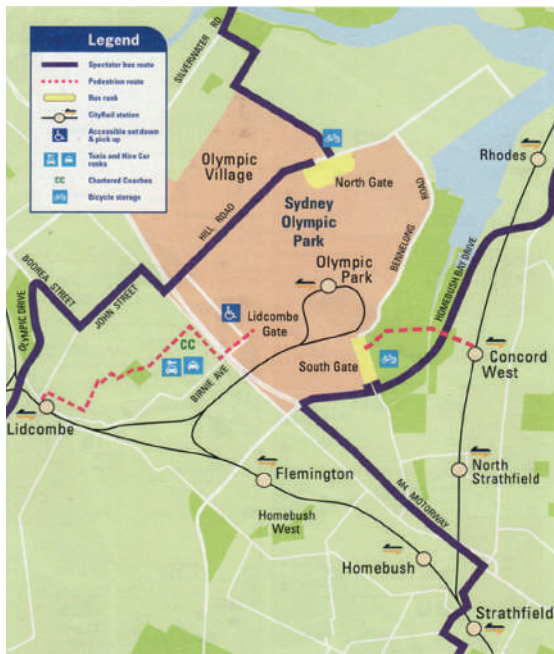 Legend
Spectator bus route
Pedestrian route
Bus rank
CityRail station
Accessible set down
& pick up
Taxis and Hire Car
ranks
CC
Chartered Coaches
Bicycle storage
SILVERWATER RD
Olympic
Village
North Gate
Sydney
Olympic
Park
HILL ROAD
BENNELONG
ROAD
Rhodes
HOMEBUSH BAY DRIVE
Olympic
Park
BOOREA STREET
JOHN STREET
OLYMPIC DRIVE
Lidcombe
Gate
CC
BIRNIE AVE
South Gate
Concord
West
Lidcombe
Flemington
North
Strathfield
M4 MOTORWAY
Homebush
West
Homebush
Strathfield